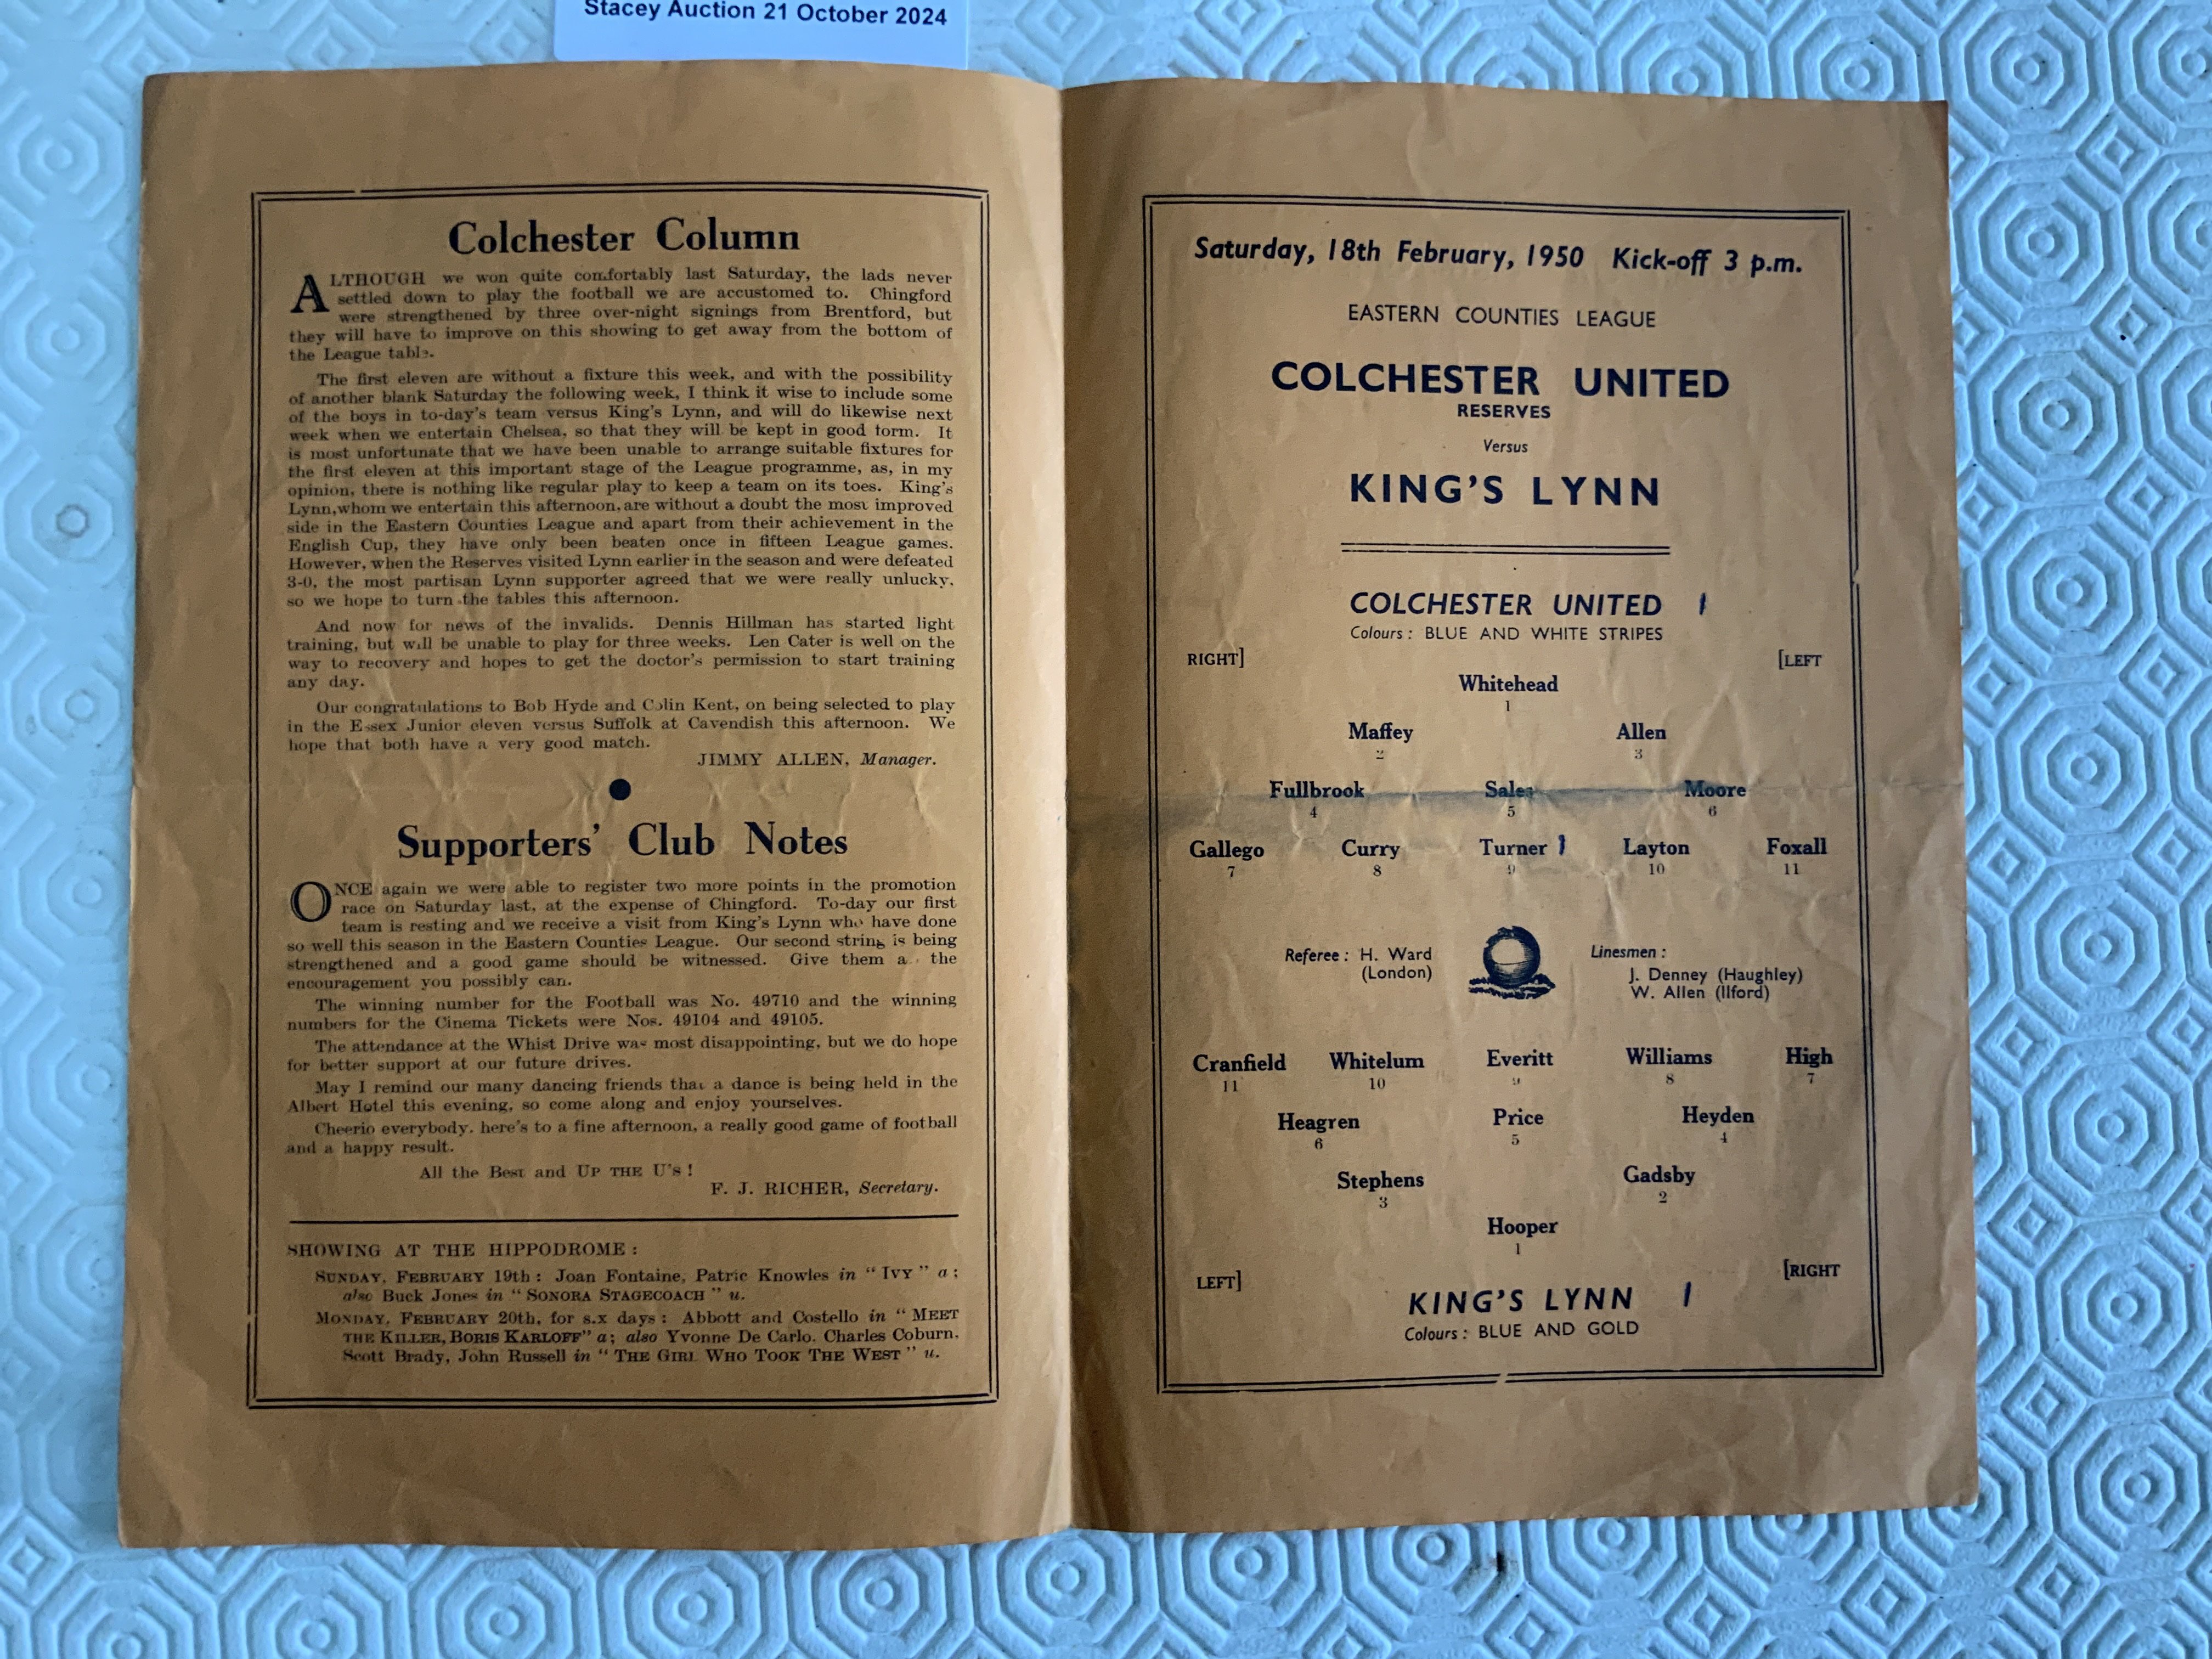 Stacey Auction 21 October 2024
Colchester Column
ALTHOUGH we won quite comfortably last Saturday, the lads never
settled down to play the football we are accustomed to. Chingford
were strengthened by three over-night signings from Brentford, but
they will have to improve on this showing to get away from the bottom of
the League table.
The first eleven are without a fixture this week, and with the possibility
of another blank Saturday the following week, I think it wise to include some
of the boys in to-day's team versus King's Lynn, and will do likewise next
week when we entertain Chelsea, so that they will be kept in good torm. It
is most unfortunate that we have been unable to arrange suitable fixtures for
the first eleven at this important stage of the League programme, as, in my
opinion, there is nothing like regular play to keep a team on its toes. King's
Lynn, whom we entertain this afternoon, are without a doubt the most improved
side in the Eastern Counties League and apart from their achievement in the
English Cup, they have only been beaten once in fifteen League games.
However, when the Reserves visited Lynn earlier in the season and were defeated
3-0, the most partisan Lynn supporter agreed that we were really unlucky,
so we hope to turn the tables this afternoon.
And now for news of the invalids. Dennis Hillman has started light
training, but will be unable to play for three weeks. Len Cater is well on the
way to recovery and hopes to get the doctor's permission to start training
any day.
Our congratulations to Bob Hyde and Colin Kent, on being selected to play
in the Essex Junior eleven versus Suffolk at Cavendish this afternoon. We
hope that both have a very good match.
JIMMY ALLEN, Manager.
Supporters' Club Notes
ONCE again we were able to register two more points in the promotion
race on Saturday last, at the expense of Chingford. To-day our first
team is resting and we receive a visit from King's Lynn who have done
so well this season in the Eastern Counties League. Our second string is being
strengthened and a good game should be witnessed. Give them a the
encouragement you possibly can.
The winning number for the Football was No. 49710 and the winning
numbers for the Cinema Tickets were Nos. 49104 and 49105.
The attendance at the Whist Drive was most disappointing, but we do hope
for better support at our future drives.
May I remind our many dancing friends that a dance is being held in the
Albert Hotel this evening, so come along and enjoy yourselves.
Cheerio everybody, here's to a fine afternoon, a really good game of football
and a happy result.
All the Best and UP THE U's !
F. J. RICHER, Secretary.
SHOWING AT THE HIPPODROME :
SUNDAY, FEBRUARY 19th : Joan Fontaine, Patric Knowles in "IVY" a ;
also Buck Jones in "SONORA STAGECOACH" u.
MONDAY, FEBRUARY 20th, for s.x days : Abbott and Costello in "MEET
THE KILLER, BORIS KARLOFF" a ; also Yvonne De Carlo, Charles Coburn,
Scott Brady, John Russell in "THE GIRL WHO TOOK THE WEST" u.
Saturday, 18th February, 1950 Kick-off 3 p.m.
EASTERN COUNTIES LEAGUE
COLCHESTER UNITED
RESERVES
Versus
KING'S LYNN
COLCHESTER UNITED 1
Colours : BLUE AND WHITE STRIPES
RIGHT] [LEFT
Whitehead
1
Maffey Allen
2 3
Fullbrook Sales Moore
4 5 6
Gallego Curry Turner 1 Layton Foxall
7 8 9 10 11
Referee : H. Ward
(London)
Linesmen :
J. Denney (Haughley)
W. Allen (Ilford)
Cranfield Whitelum Everitt Williams High
11 10 9 8 7
Heagren Price Heyden
6 5 4
Stephens Gadsby
3 2
Hooper
1
LEFT] [RIGHT
KING'S LYNN 1
Colours : BLUE AND GOLD